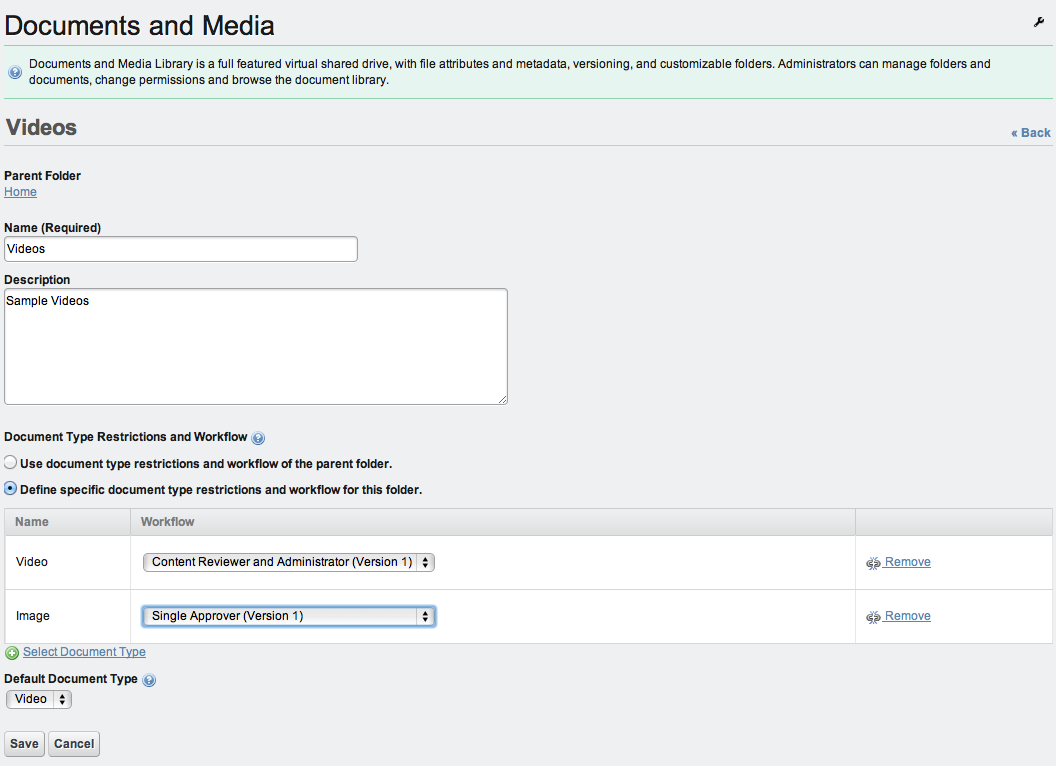 Documents and Media
Documents and Media Library is a full featured virtual shared drive, with file attributes and metadata, versioning, and customizable folders. Administrators can manage folders and
documents, change permissions and browse the document library.
Videos
« Back
Parent Folder
Home
Name (Required)
Videos
Description
Sample Videos
Document Type Restrictions and Workflow
Use document type restrictions and workflow of the parent folder.
Define specific document type restrictions and workflow for this folder.
Name Workflow
Video Content Reviewer and Administrator (Version 1) Remove
Image Single Approver (Version 1) Remove
Select Document Type
Default Document Type
Video
Save Cancel